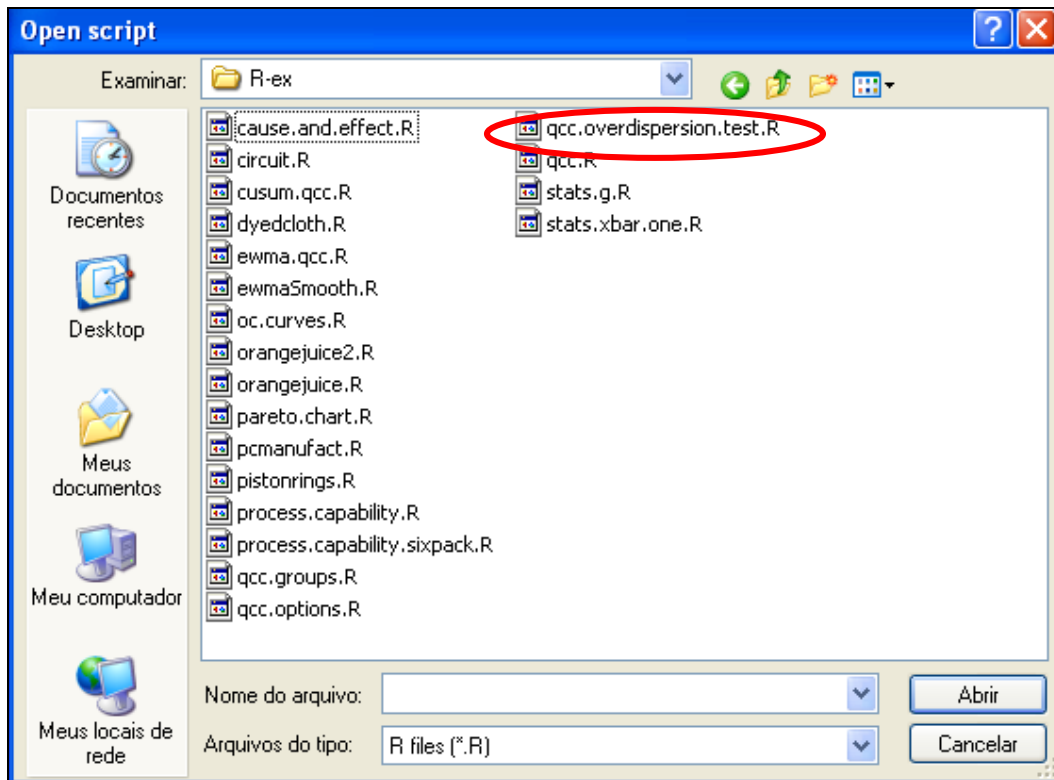 Open script
Examinar:
R-ex
Documentos
recentes
Desktop
Meus
documentos
Meu computador
Meus locais de
rede
cause.and.effect.R
circuit.R
cusum.qcc.R
dyedcloth.R
ewma.qcc.R
ewmaSmooth.R
oc.curves.R
orangejuice2.R
orangejuice.R
pareto.chart.R
pcmanufact.R
pistonrings.R
process.capability.R
process.capability.sixpack.R
qcc.groups.R
qcc.options.R
qcc.overdispersion.test.R
qcc.R
stats.g.R
stats.xbar.one.R
Nome do arquivo:
Abrir
Arquivos do tipo:
R files (*.R)
Cancelar